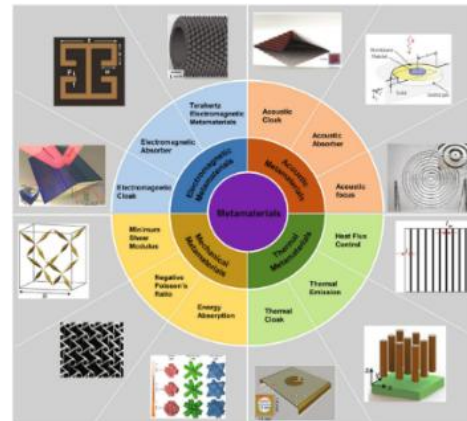 Terahertz
Electromagnetic
Metamaterials
Electromagnetic
Absorber
Electromagnetic
Cloak
Acoustic
Cloak
Acoustic
Absorber
Acoustic
focus
Electromagnetic
Metamaterials
Acoustic
Metamaterials
Metamaterials
Mechanical
Metamaterials
Thermal
Metamaterials
Minimum
Shear
Modulus
Negative
Poisson's
Ratio
Energy
Absorption
Heat Flux
Control
Thermal
Emission
Thermal
Cloak